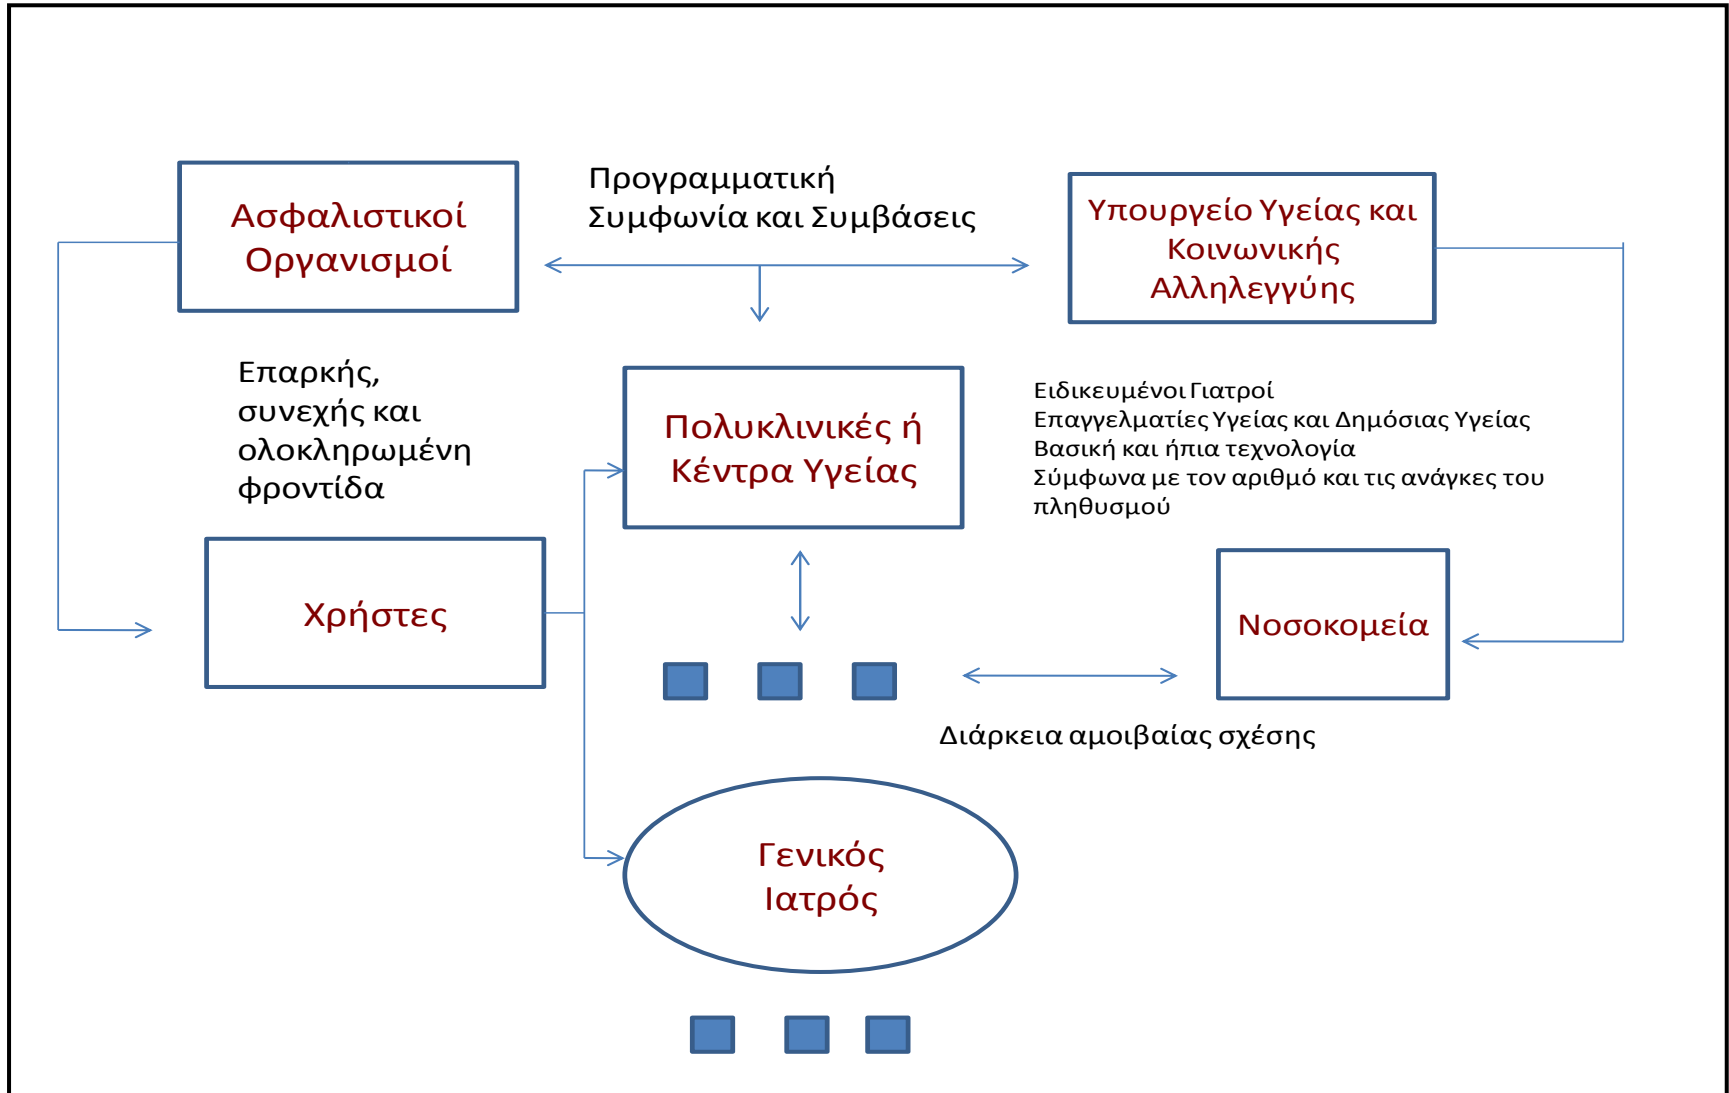 Ασφαλιστικοί
Οργανισμοί
Προγραμματική
Συμφωνία και Συμβάσεις
Υπουργείο Υγείας και
Κοινωνικής
Αλληλεγγύης
Επαρκής,
συνεχής και
ολοκληρωμένη
φροντίδα
Πολυκλινικές ή
Κέντρα Υγείας
Ειδικευμένοι Γιατροί
Επαγγελματίες Υγείας και Δημόσιας Υγείας
Βασική και ήπια τεχνολογία
Σύμφωνα με τον αριθμό και τις ανάγκες του
πληθυσμού
Χρήστες
Νοσοκομεία
Διάρκεια αμοιβαίας σχέσης
Γενικός
Ιατρός